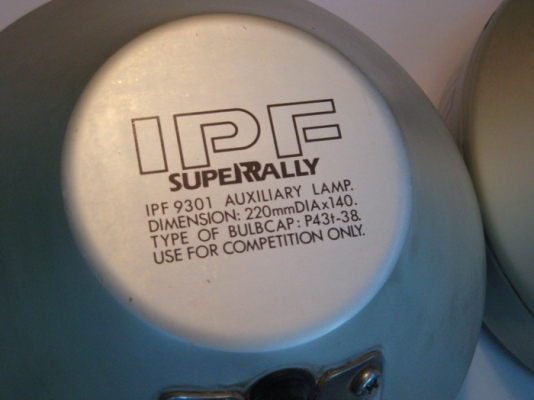 IPF
SUPERRALLY
IPF 9301 AUXILIARY LAMP.
DIMENSION: 220mmDIAx140.
TYPE OF BULBCAP: P43t-38.
USE FOR COMPETITION ONLY.